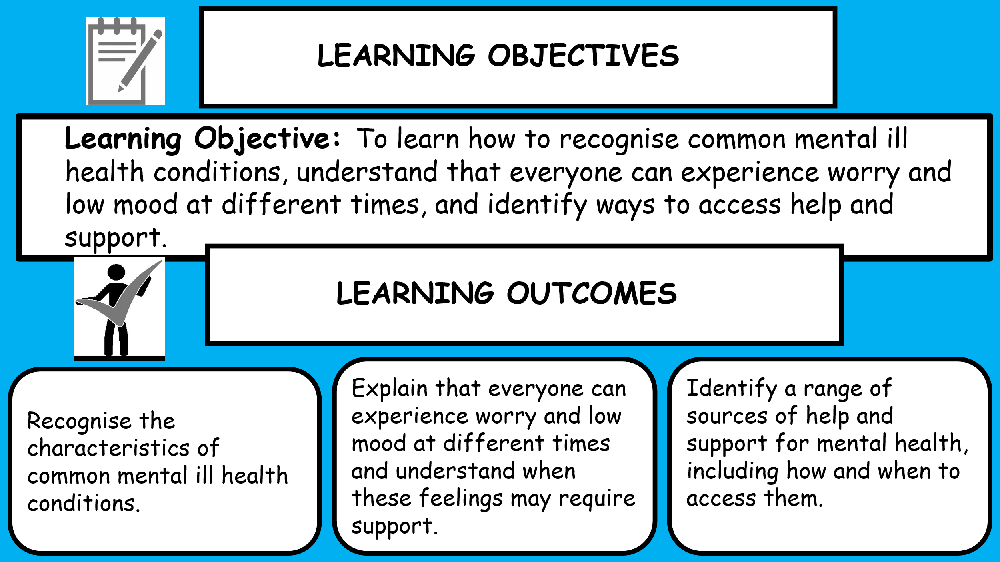 LEARNING OBJECTIVES
Learning Objective: To learn how to recognise common mental ill
health conditions, understand that everyone can experience worry and
low mood at different times, and identify ways to access help and
support.
LEARNING OUTCOMES
Recognise the
characteristics of
common mental ill health
conditions.
Explain that everyone can
experience worry and low
mood at different times
and understand when
these feelings may require
support.
Identify a range of
sources of help and
support for mental health,
including how and when to
access them.